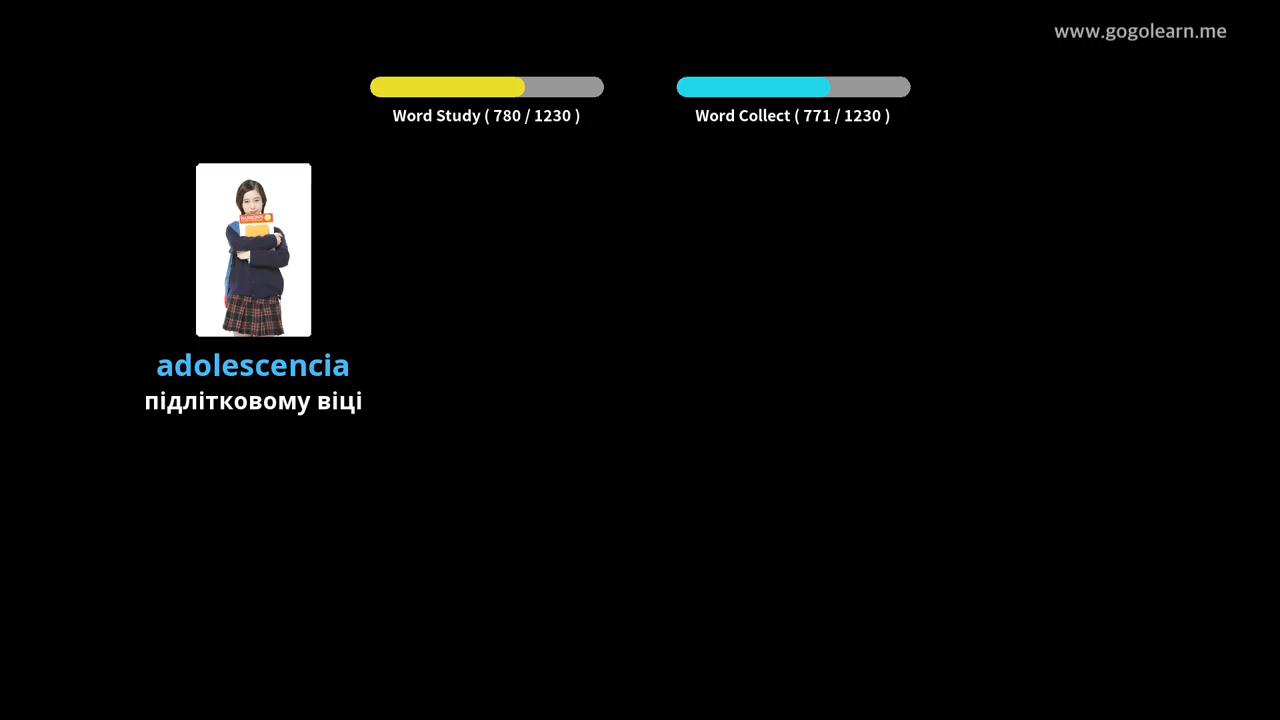 www.gogolearn.me
Word Study ( 780 / 1230 )
Word Collect ( 771 / 1230 )
adolescencia
підлітковому віці